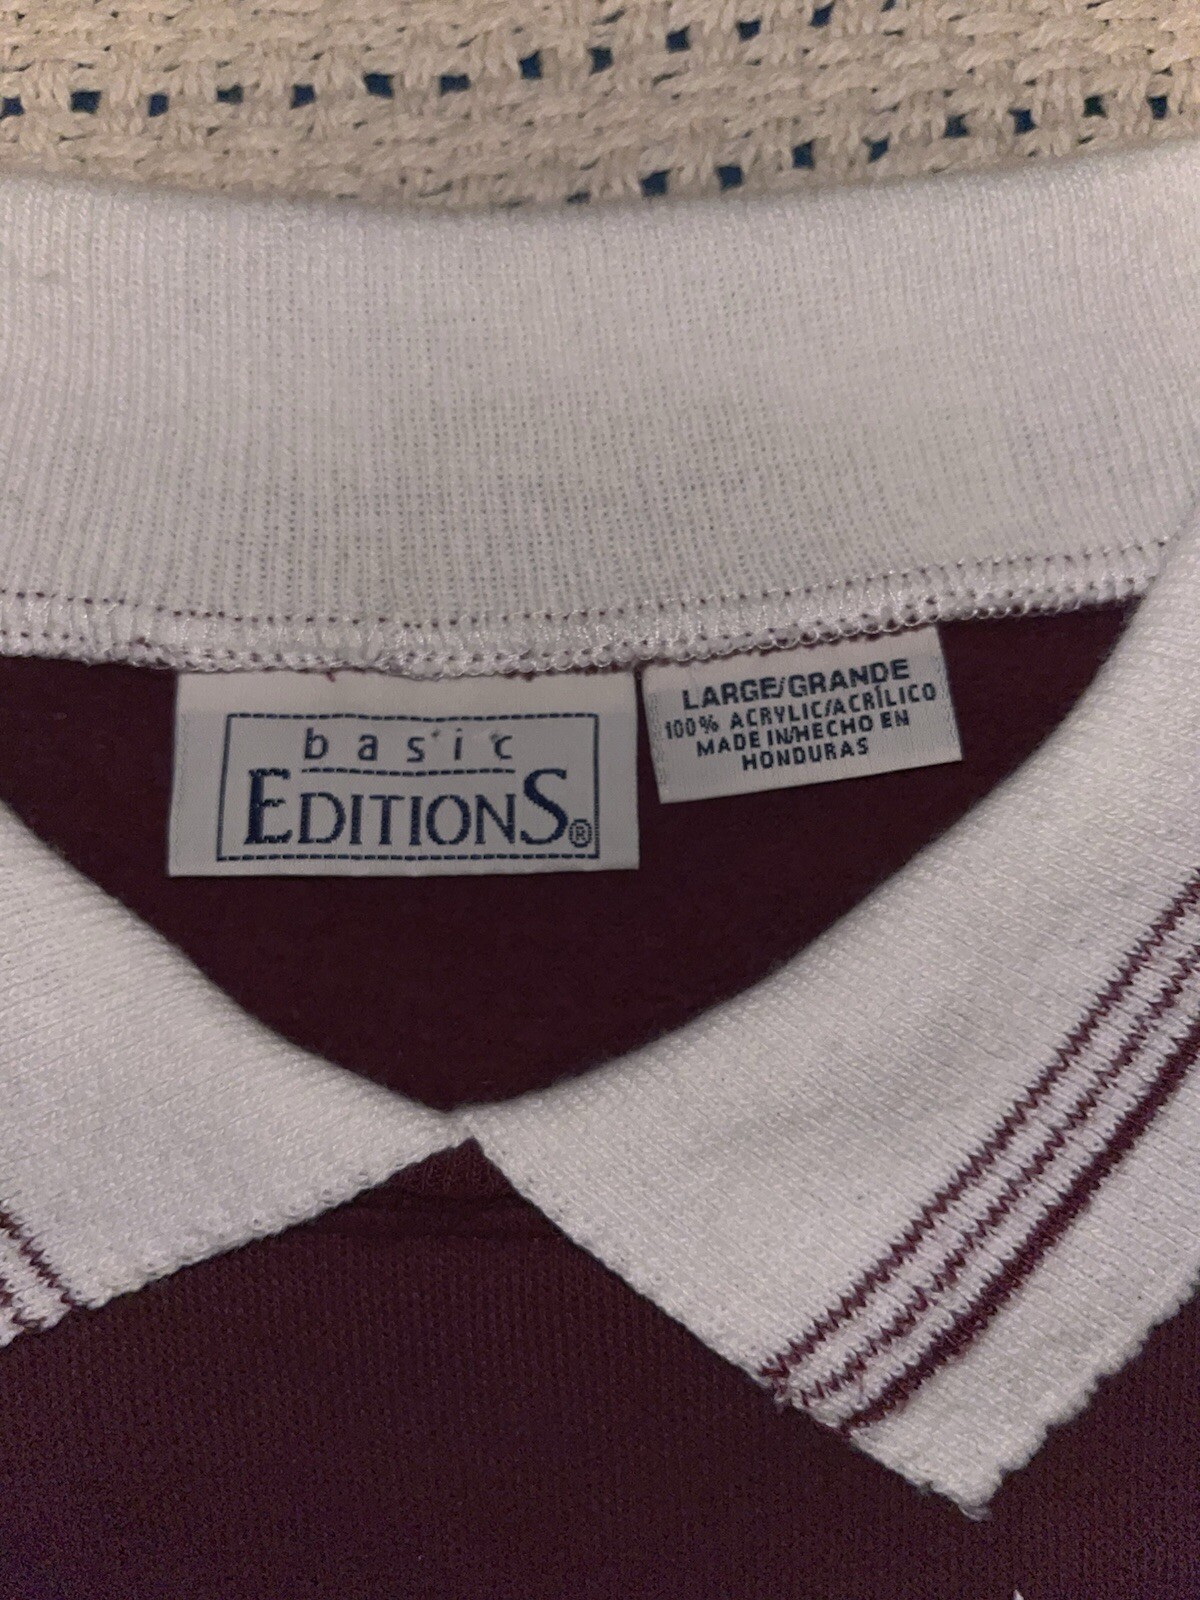 basic
EDITIONS®
LARGE/GRANDE
100% ACRYLIC/ACRÍLICO
MADE IN/HECHO EN
HONDURAS